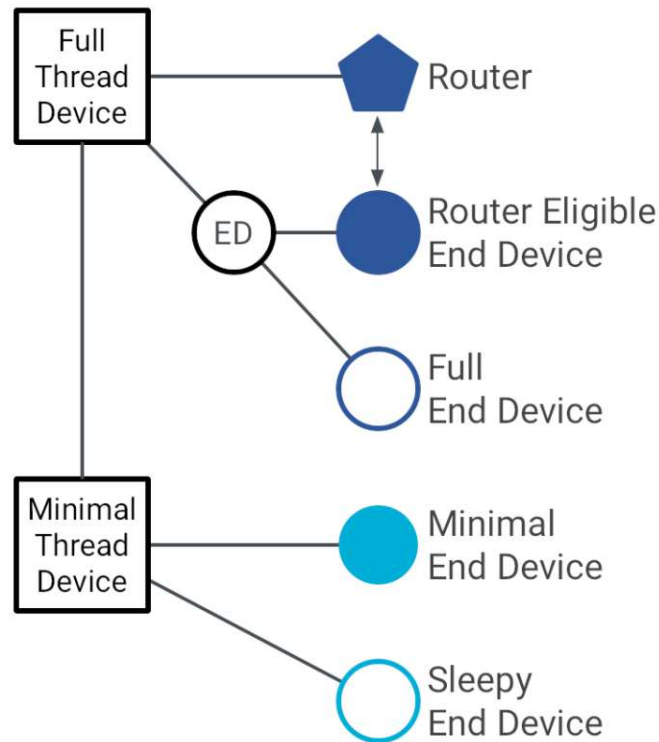 Full
Thread
Device
Router
ED
Router Eligible
End Device
Full
End Device
Minimal
Thread
Device
Minimal
End Device
Sleepy
End Device